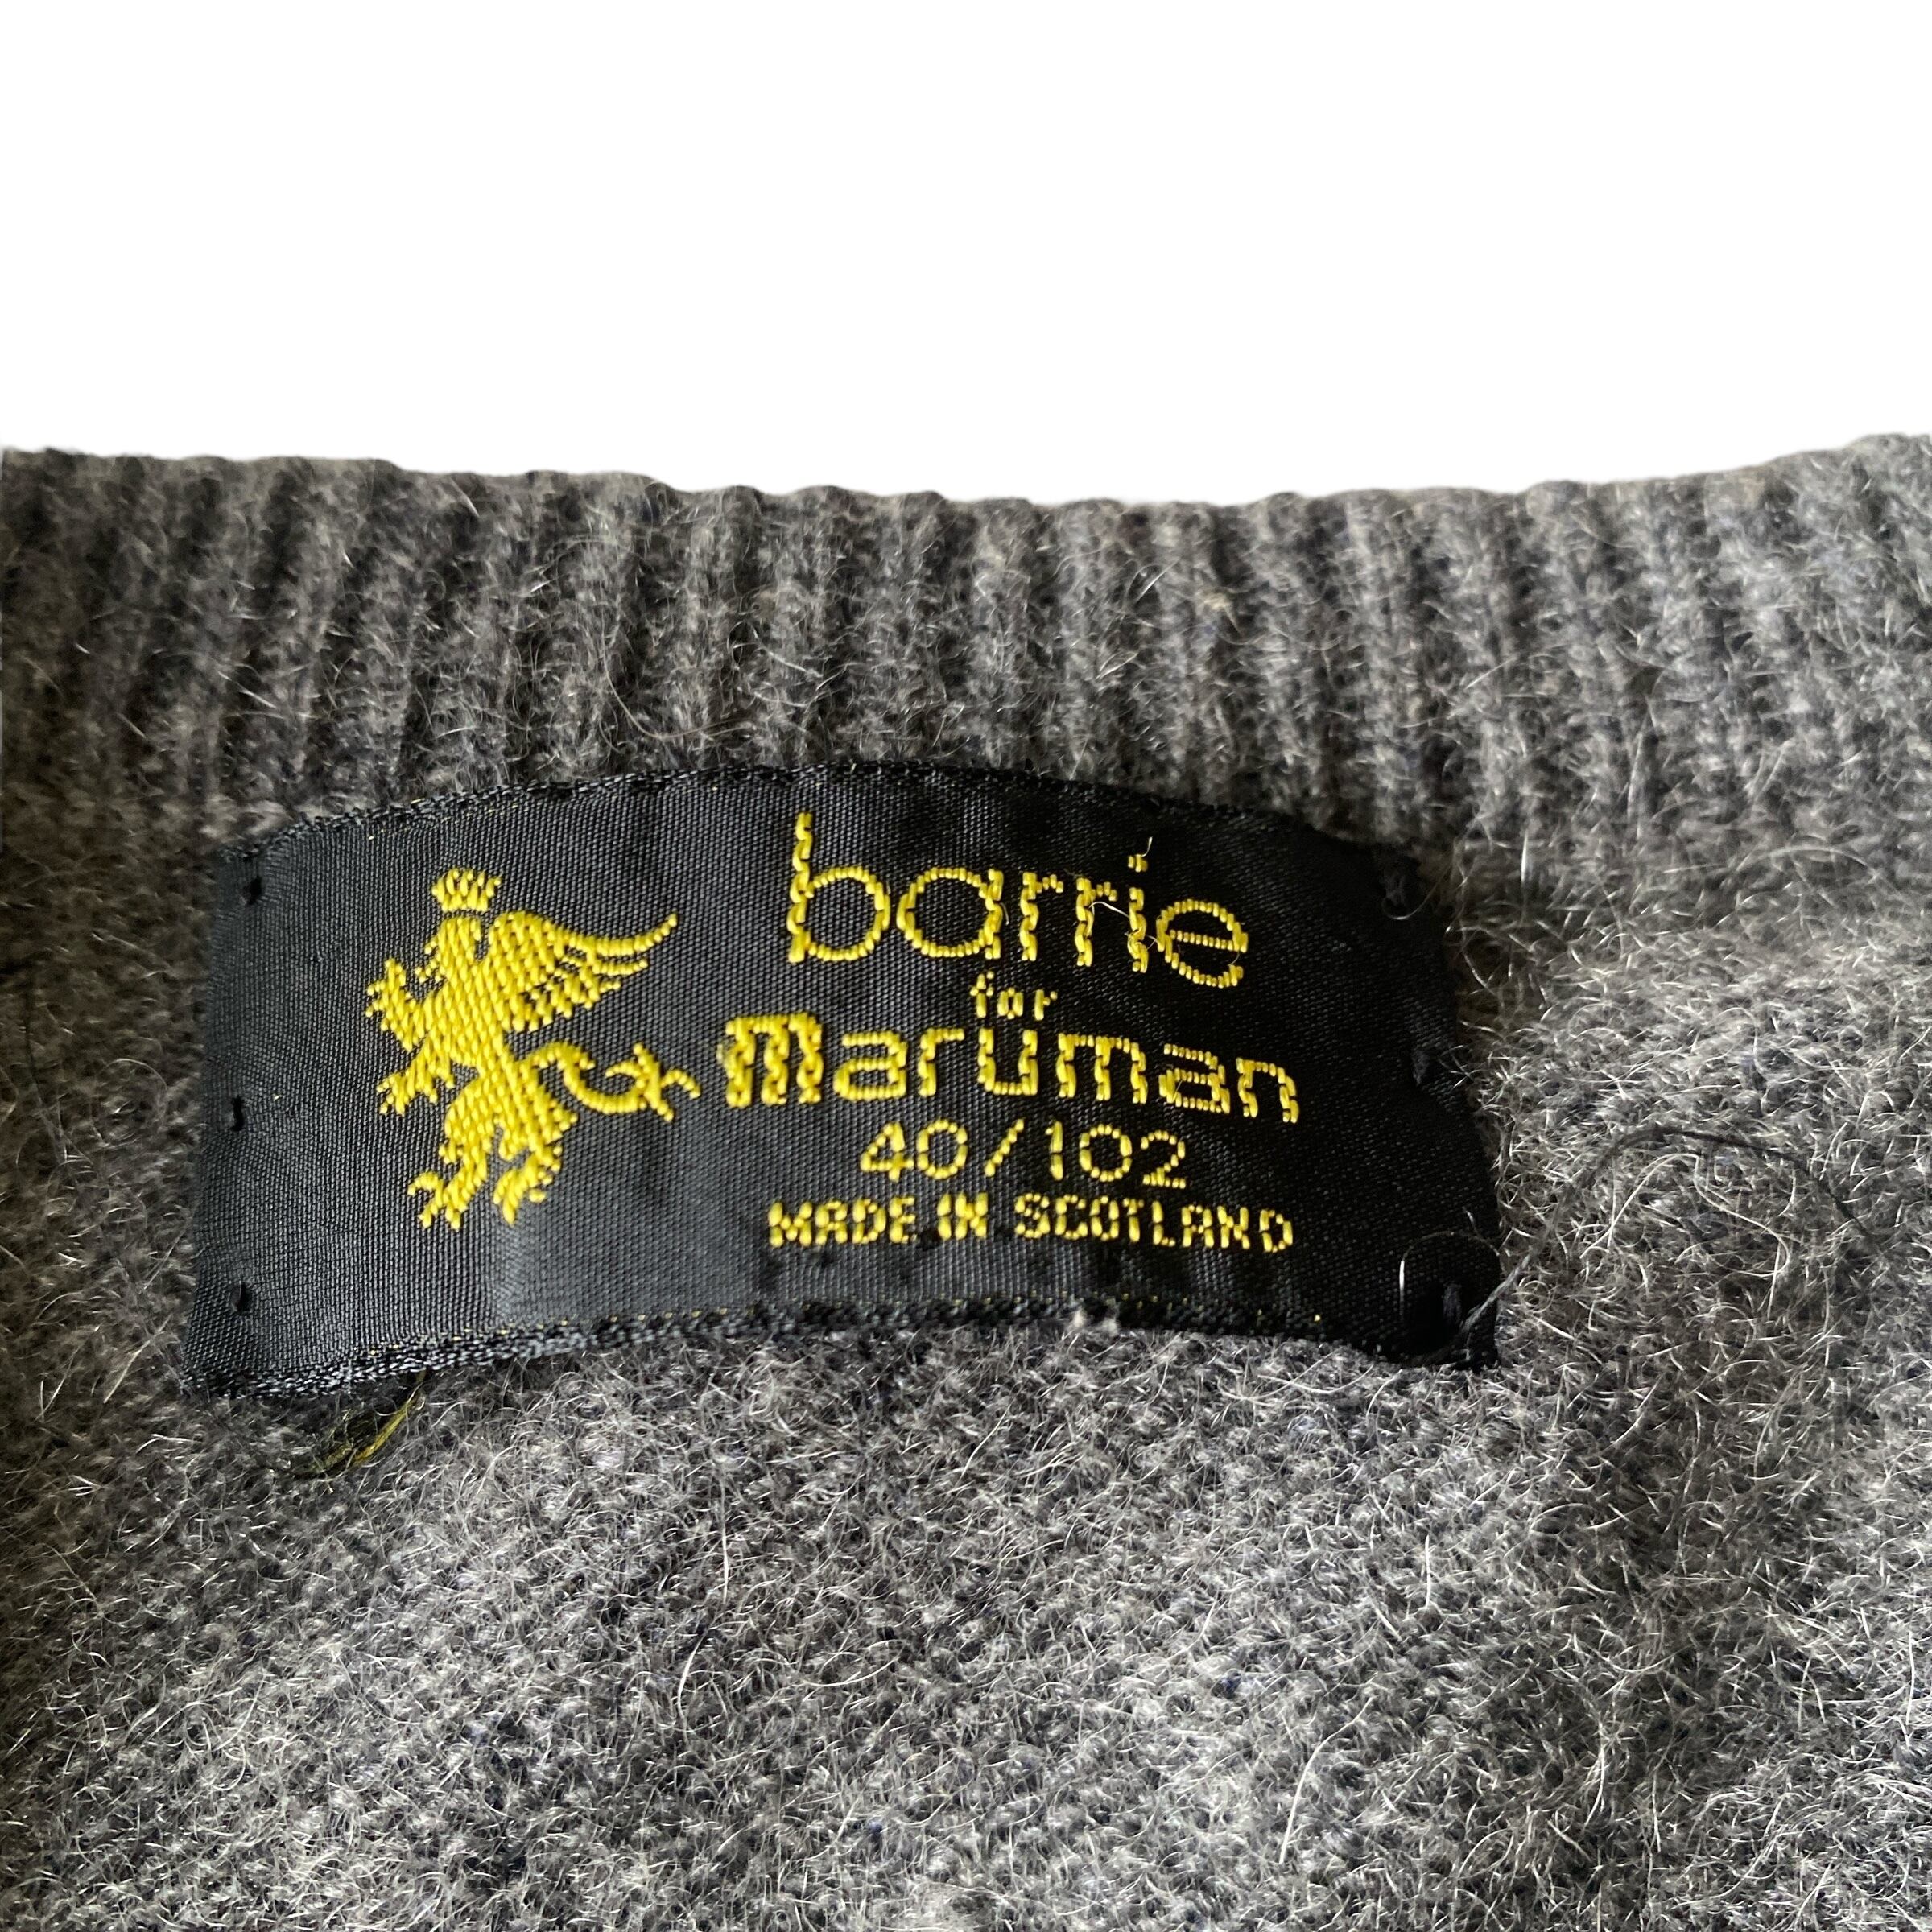 barrie
for
maruman
40/102
MADE IN SCOTLAND